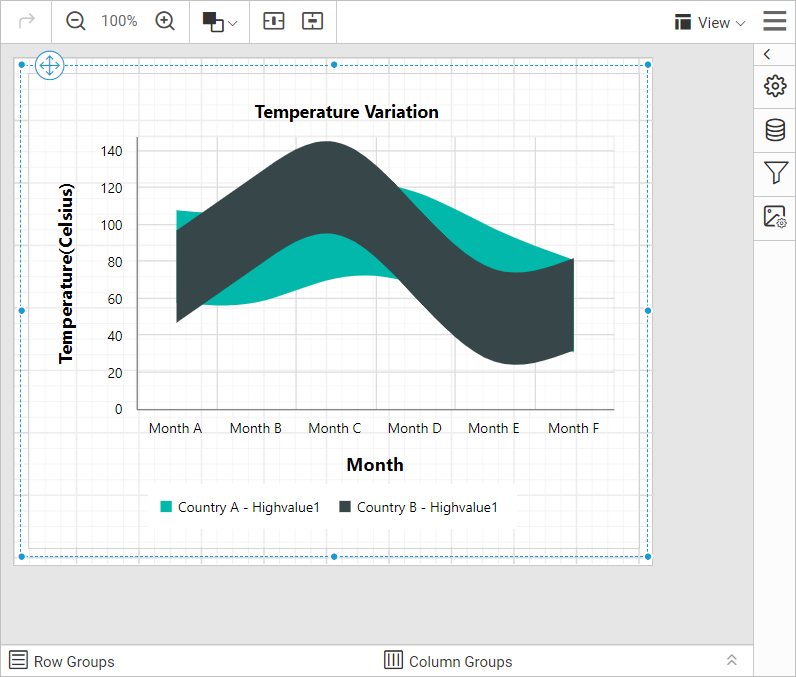 100%
View
Temperature Variation
Temperature(Celsius)
140
120
100
80
60
40
20
0
Month A Month B Month C Month D Month E Month F
Month
Country A - Highvalue1 Country B - Highvalue1
Row Groups Column Groups